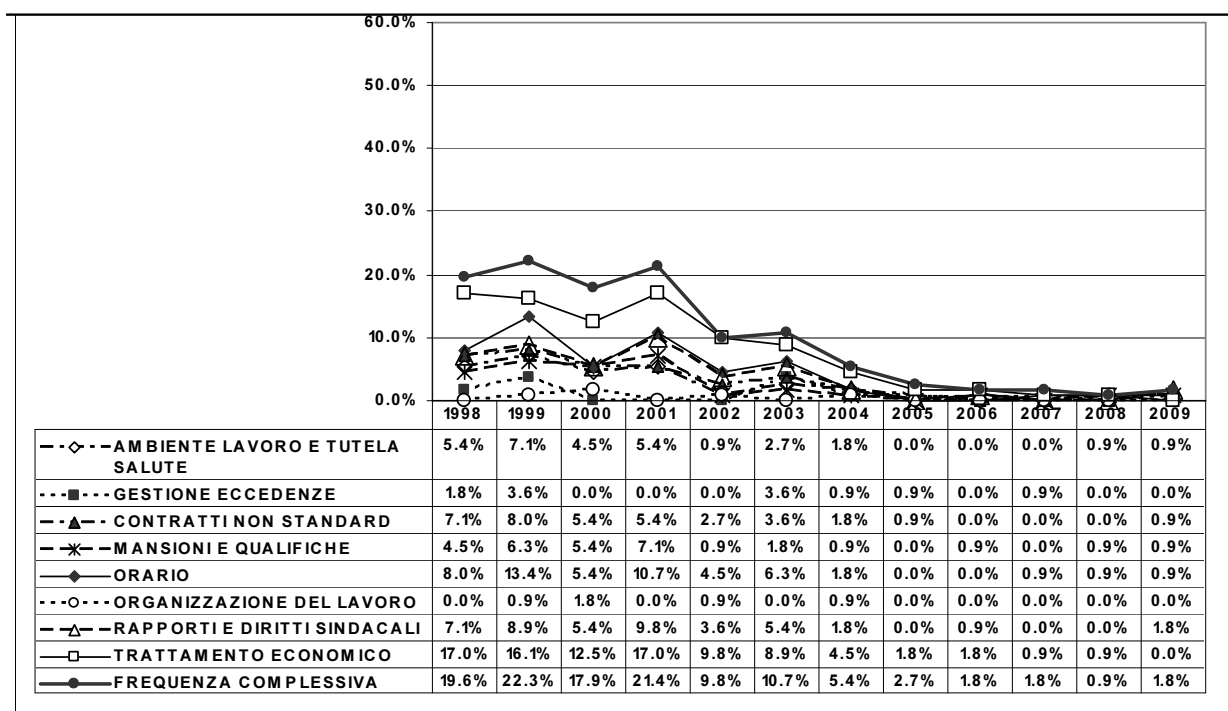 60.0%
50.0%
40.0%
30.0%
20.0%
10.0%
0.0%
1998 1999 2000 2001 2002 2003 2004 2005 2006 2007 2008 2009
AMBIENTE LAVORO E TUTELA SALUTE 5.4% 7.1% 4.5% 5.4% 0.9% 2.7% 1.8% 0.0% 0.0% 0.0% 0.9% 0.9%
GESTIONE ECCEDENZE 1.8% 3.6% 0.0% 0.0% 0.0% 3.6% 0.9% 0.9% 0.0% 0.9% 0.0% 0.0%
CONTRATTI NON STANDARD 7.1% 8.0% 5.4% 5.4% 2.7% 3.6% 1.8% 0.9% 0.0% 0.0% 0.0% 0.9%
MANSIONI E QUALIFICHE 4.5% 6.3% 5.4% 7.1% 0.9% 1.8% 0.9% 0.0% 0.9% 0.0% 0.9% 0.9%
ORARIO 8.0% 13.4% 5.4% 10.7% 4.5% 6.3% 1.8% 0.0% 0.0% 0.9% 0.9% 0.9%
ORGANIZZAZIONE DEL LAVORO 0.0% 0.9% 1.8% 0.0% 0.9% 0.0% 0.9% 0.0% 0.0% 0.0% 0.0% 0.0%
RAPPORTI E DIRITTI SINDACALI 7.1% 8.9% 5.4% 9.8% 3.6% 5.4% 1.8% 0.0% 0.9% 0.0% 0.0% 1.8%
TRATTAMENTO ECONOMICO 17.0% 16.1% 12.5% 17.0% 9.8% 8.9% 4.5% 1.8% 1.8% 0.9% 0.9% 0.0%
FREQUENZA COMPLESSIVA 19.6% 22.3% 17.9% 21.4% 9.8% 10.7% 5.4% 2.7% 1.8% 1.8% 0.9% 1.8%